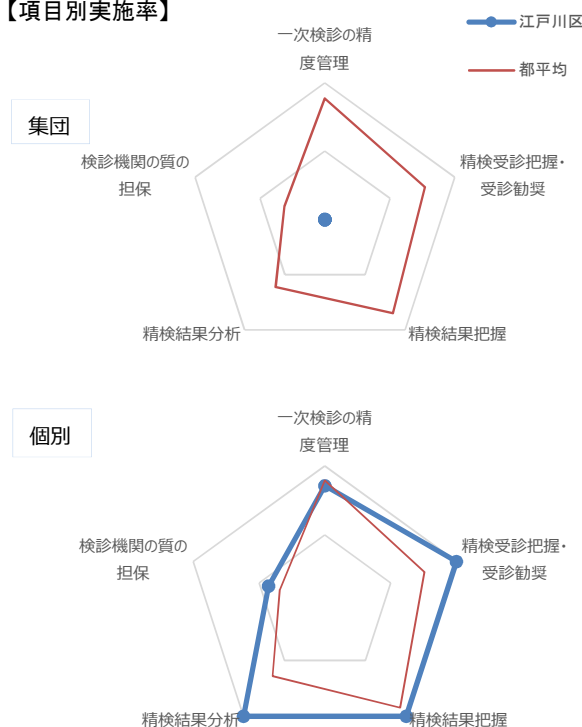 【項目別実施率】
江戸川区
都平均
集団
一次検診の精
度管理
精検受診把握・
受診勧奨
精検結果把握
精検結果分析
検診機関の質の
担保
個別
一次検診の精
度管理
精検受診把握・
受診勧奨
精検結果把握
精検結果分析
検診機関の質の
担保